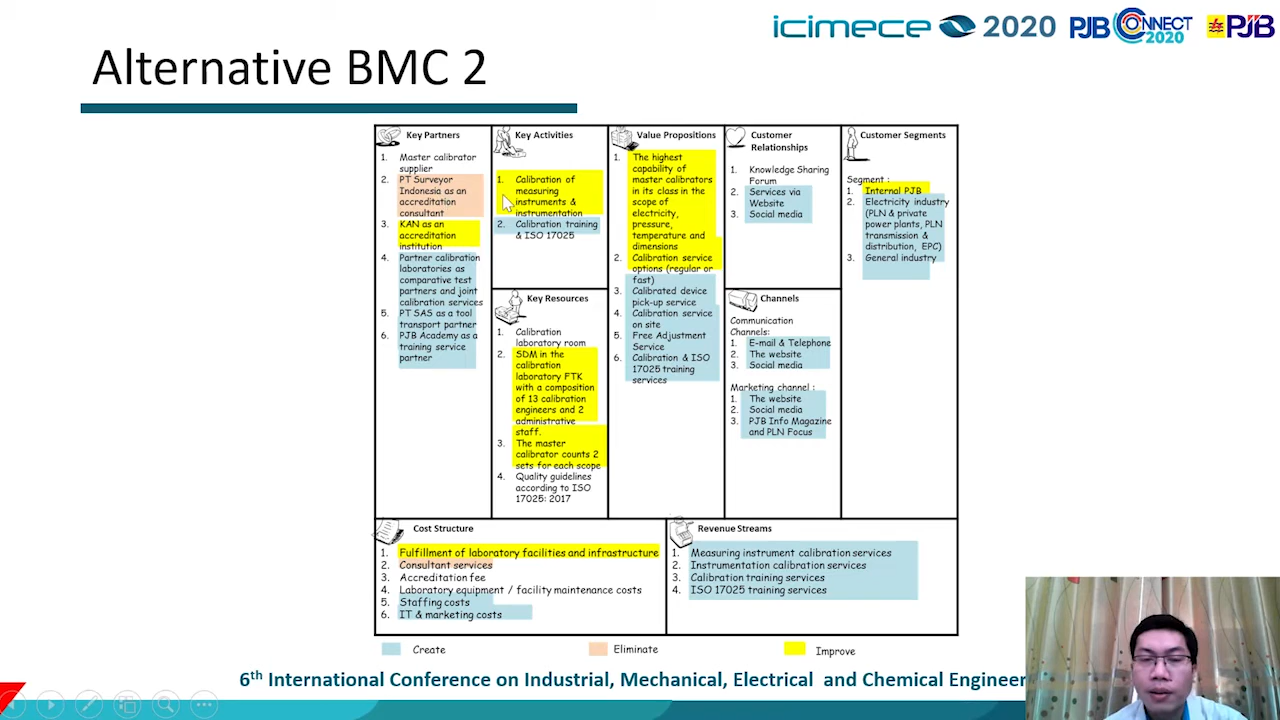 icimece 2020 PJB CONNECT 2020 PJB
Alternative BMC 2
Key Partners
1. Master calibrator
supplier
2. PT Surveyor
Indonesia as an
accreditation
consultant
3. KAN as an
accreditation
institution
4. Partner calibration
laboratories as
comparative test
partners and joint
calibration services
5. PT SAS as a tool
transport partner
6. PJB Academy as a
training service
partner
Key Activities
1. Calibration of
measuring
instruments &
instrumentation
2. Calibration training
& ISO 17025
Key Resources
1. Calibration
laboratory room
2. SDM in the
calibration
laboratory FTK
with a composition
of 13 calibration
engineers and 2
administrative
staff.
3. The master
calibrator counts 2
sets for each scope
4. Quality guidelines
according to ISO
17025: 2017
Value Propositions
1. The highest
capability of
master calibrators
in its class in the
scope of
electricity,
pressure,
temperature and
dimensions
2. Calibration service
options (regular or
fast)
3. Calibrated device
pick-up service
4. Calibration service
on site
5. Free Adjustment
Service
6. Calibration & ISO
17025 training
services
Customer
Relationships
1. Knowledge Sharing
Forum
2. Services via
Website
3. Social media
Channels
Communication
Channels:
1. E-mail & Telephone
2. The website
3. Social media
Marketing channel :
1. The website
2. Social media
3. PJB Info Magazine
and PLN Focus
Customer Segments
Segment :
1. Internal PJB
2. Electricity industry
(PLN & private
power plants, PLN
transmission &
distribution, EPC)
3. General industry
Cost Structure
1. Fulfillment of laboratory facilities and infrastructure
2. Consultant services
3. Accreditation fee
4. Laboratory equipment / facility maintenance costs
5. Staffing costs
6. IT & marketing costs
Revenue Streams
1. Measuring instrument calibration services
2. Instrumentation calibration services
3. Calibration training services
4. ISO 17025 training services
Create
Eliminate
Improve
6th International Conference on Industrial, Mechanical, Electrical and Chemical Engineer